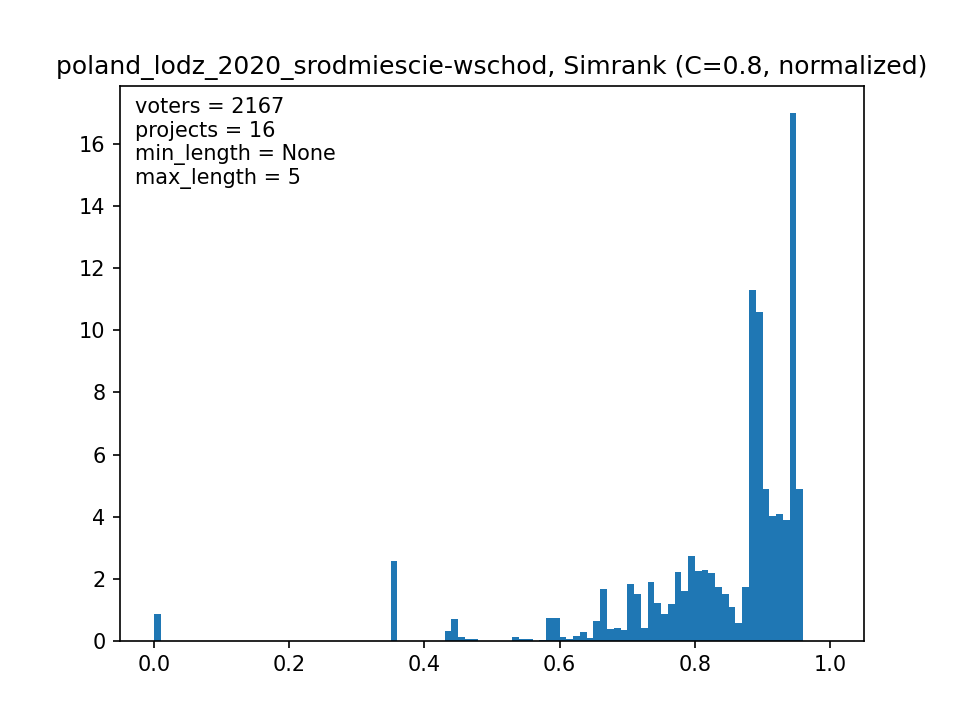 poland_lodz_2020_srodmiescie-wschod, Simrank (C=0.8, normalized)
voters = 2167
projects = 16
min_length = None
max_length = 5
16
14
12
10
8
6
4
2
0
0.0 0.2 0.4 0.6 0.8 1.0